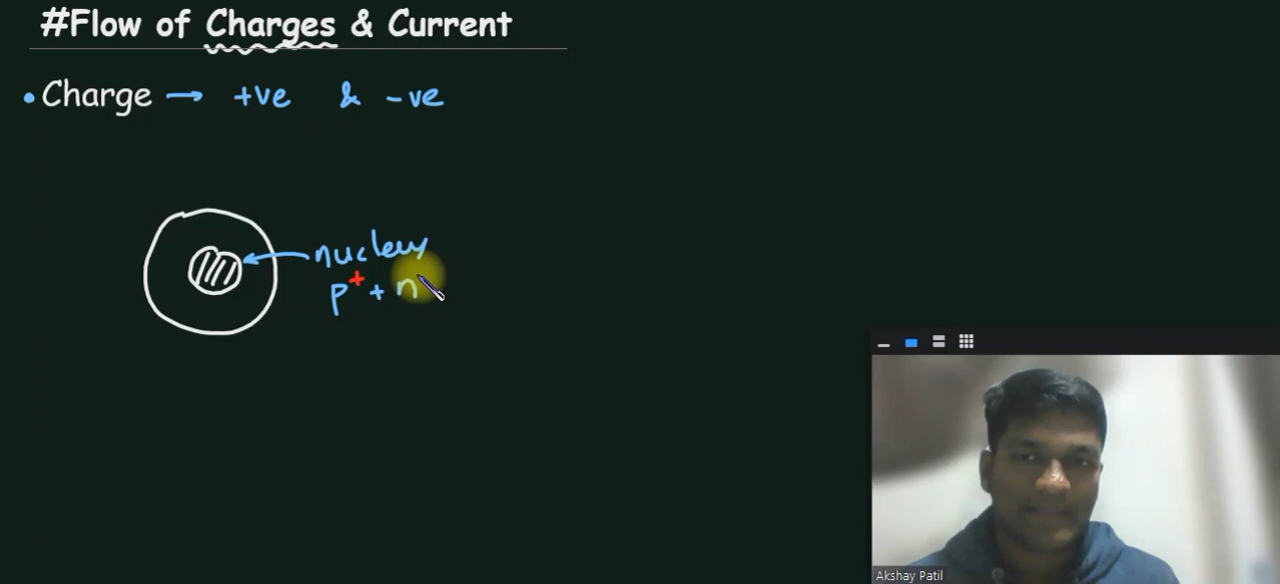 #Flow of Charges & Current
• Charge → +ve & -ve
nucleus
p⁺ + n
Akshay Patil